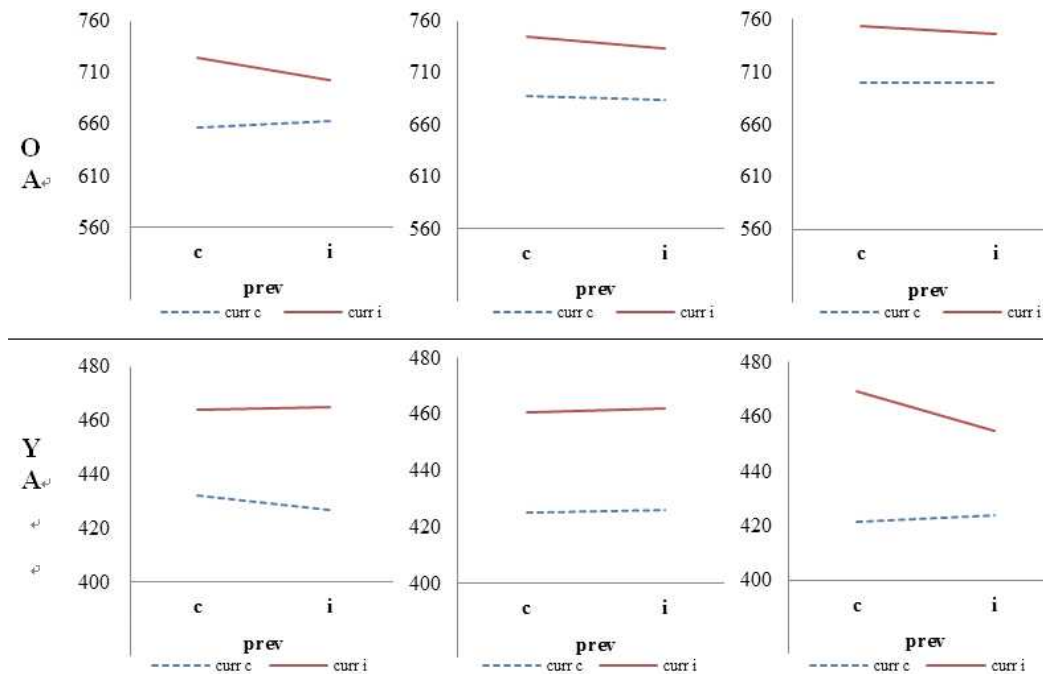 760 760 760
710 710 710
660 660 660
O
A↵
610 610 610
560 560 560
c i c i c i
prev prev prev
curr c curr i curr c curr i curr c curr i
480 480 480
460 460 460
Y
A↵
440 440 440
↵
420 420 420
↵
400 400 400
c i c i c i
prev prev prev
curr c curr i curr c curr i curr c curr i